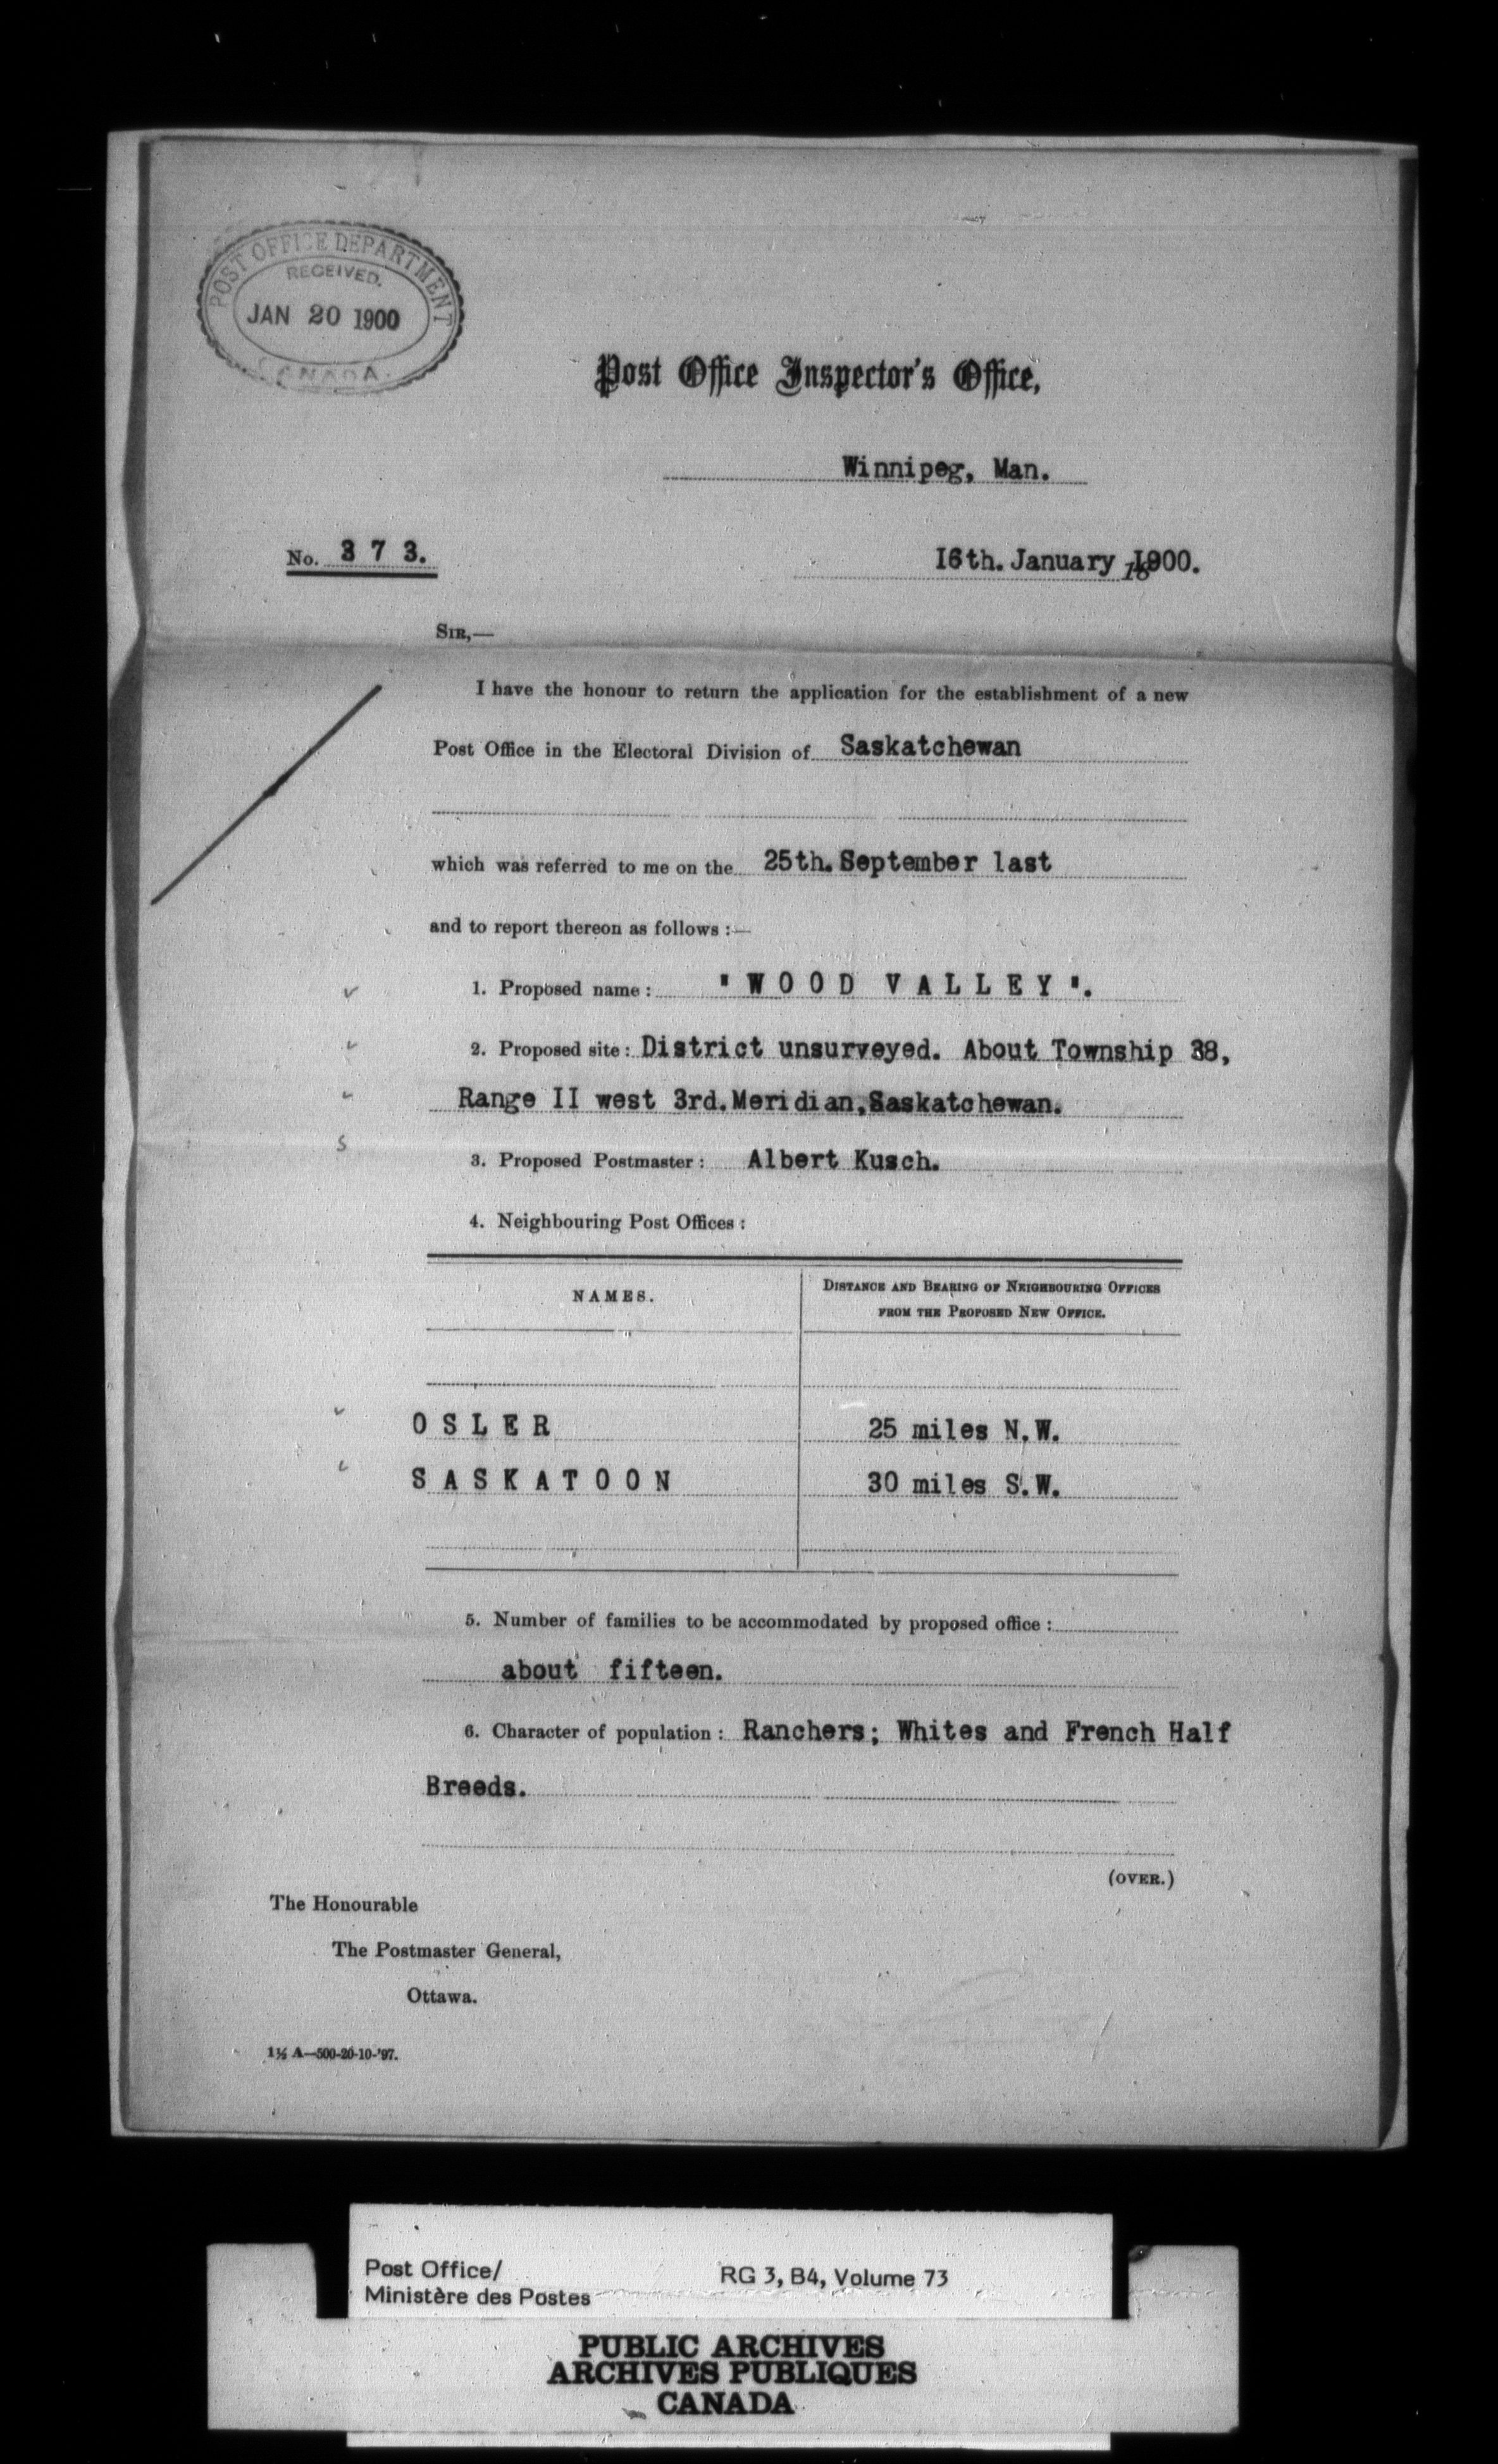 POST OFFICE DEPARTMENT
RECEIVED.
JAN 20 1900
CANADA.
Post Office Inspector's Office,
Winnipeg, Man.
No. 373.
I6th. January 18I900.
SIR,—
I have the honour to return the application for the establishment of a new
Post Office in the Electoral Division of Saskatchewan
which was referred to me on the 25th. September last
and to report thereon as follows :—
1. Proposed name : "WOOD VALLEY".
2. Proposed site : District unsurveyed. About Township 38,
Range II west 3rd. Meridian, Saskatchewan.
3. Proposed Postmaster : Albert Kusch.
4. Neighbouring Post Offices :
NAMES.
DISTANCE AND BEARING OF NEIGHBOURING OFFICES
FROM THE PROPOSED NEW OFFICE.
OSLER 25 miles N.W.
SASKATOON 30 miles S.W.
5. Number of families to be accommodated by proposed office :
about fifteen.
6. Character of population : Ranchers; Whites and French Half
Breeds.
(OVER.)
The Honourable
The Postmaster General,
Ottawa.
1½ A—500-20-10-'97.
Post Office/ RG 3, B4, Volume 73
Ministère des Postes
PUBLIC ARCHIVES
ARCHIVES PUBLIQUES
CANADA